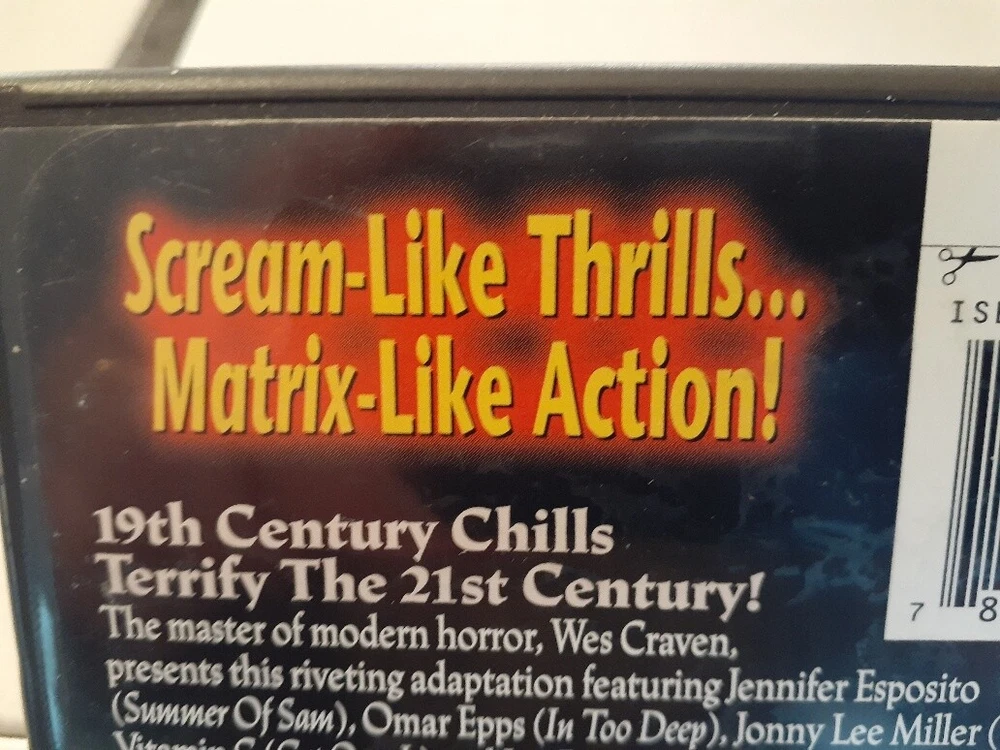 Scream-Like Thrills...
Matrix-Like Action!
19th Century Chills
Terrify The 21st Century!
The master of modern horror, Wes Craven,
presents this riveting adaptation featuring Jennifer Esposito
(Summer Of Sam), Omar Epps (In Too Deep), Jonny Lee Miller (
Vitamin C (
IS
7 8